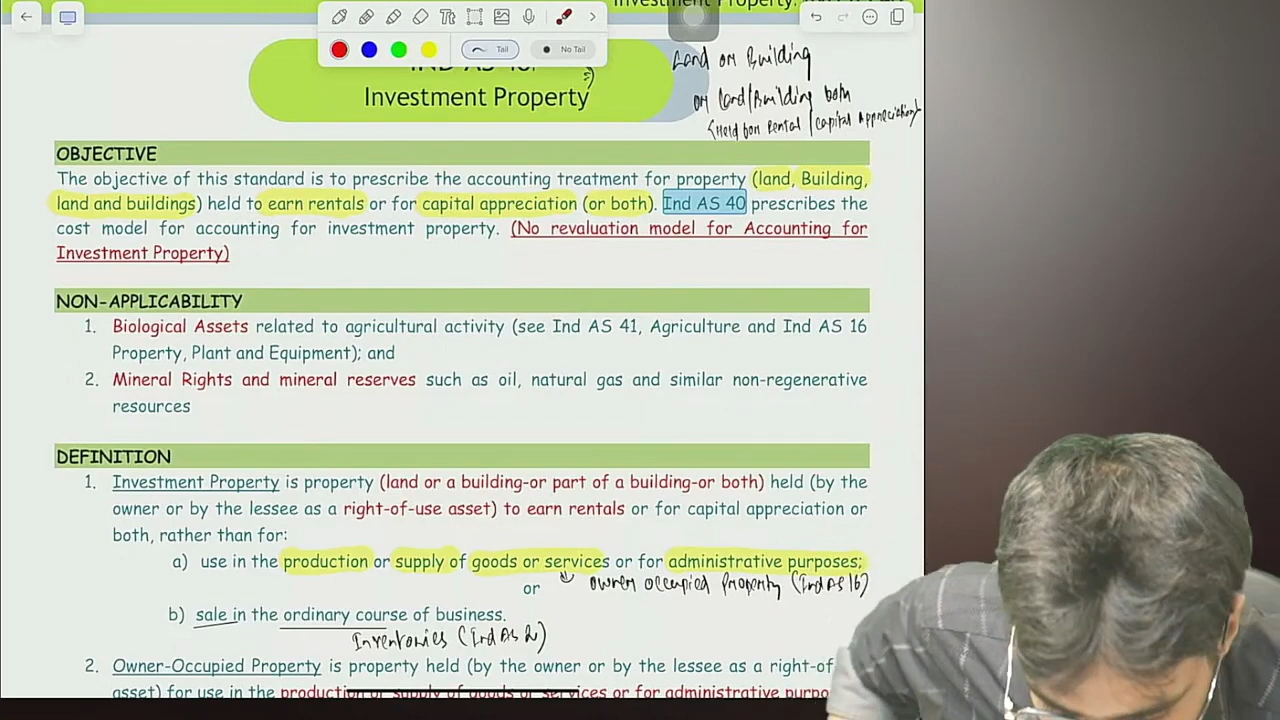 Investment Property:
Tt
Tail
No Tail
IND AS 40:
Investment Property
Land or Building
or Land/Building both
(Held for Rental / Capital Appreciation)
OBJECTIVE
The objective of this standard is to prescribe the accounting treatment for property (land, Building,
land and buildings) held to earn rentals or for capital appreciation (or both). Ind AS 40 prescribes the
cost model for accounting for investment property. (No revaluation model for Accounting for
Investment Property)
NON-APPLICABILITY
1. Biological Assets related to agricultural activity (see Ind AS 41, Agriculture and Ind AS 16
Property, Plant and Equipment); and
2. Mineral Rights and mineral reserves such as oil, natural gas and similar non-regenerative
resources
DEFINITION
1. Investment Property is property (land or a building-or part of a building-or both) held (by the
owner or by the lessee as a right-of-use asset) to earn rentals or for capital appreciation or
both, rather than for:
a) use in the production or supply of goods or services or for administrative purposes;
or
owner occupied Property (Ind AS 16)
b) sale in the ordinary course of business.
Inventories (Ind AS 2)
2. Owner-Occupied Property is property held (by the owner or by the lessee as a right-of-
asset) for use in the production or supply of goods or services or for administrative purpo